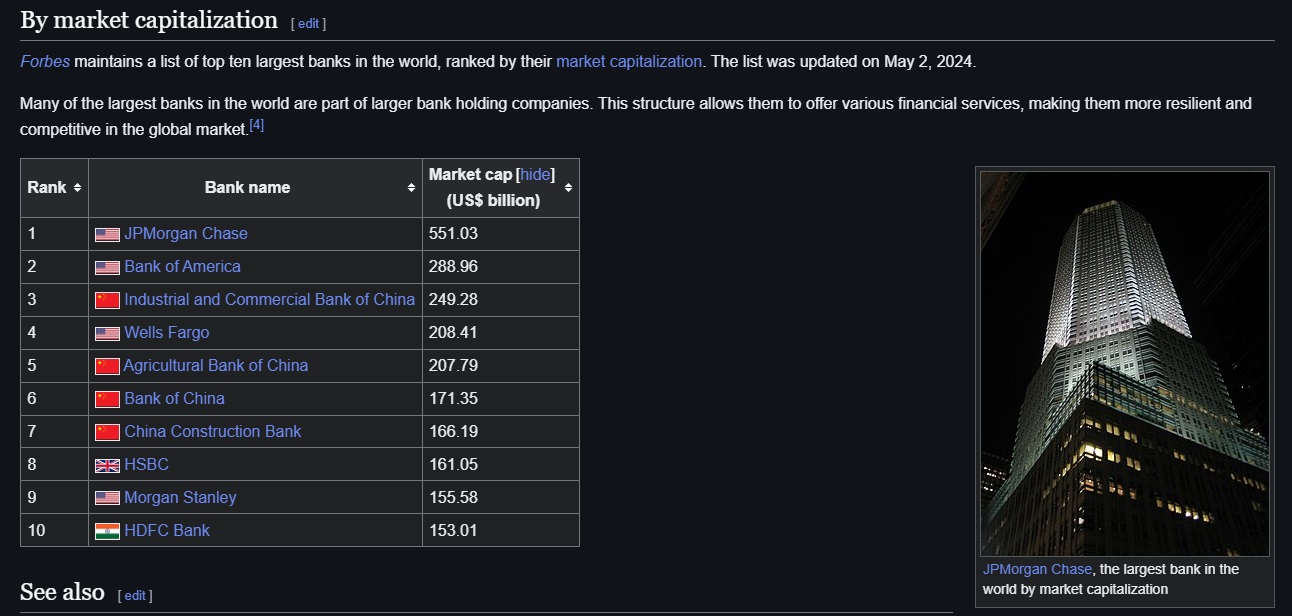 By market capitalization [ edit ]
Forbes maintains a list of top ten largest banks in the world, ranked by their market capitalization. The list was updated on May 2, 2024.
Many of the largest banks in the world are part of larger bank holding companies. This structure allows them to offer various financial services, making them more resilient and
competitive in the global market.[4]
Rank Bank name Market cap [hide]
(US$ billion)
1 JPMorgan Chase 551.03
2 Bank of America 288.96
3 Industrial and Commercial Bank of China 249.28
4 Wells Fargo 208.41
5 Agricultural Bank of China 207.79
6 Bank of China 171.35
7 China Construction Bank 166.19
8 HSBC 161.05
9 Morgan Stanley 155.58
10 HDFC Bank 153.01
JPMorgan Chase, the largest bank in the
world by market capitalization
See also [ edit ]